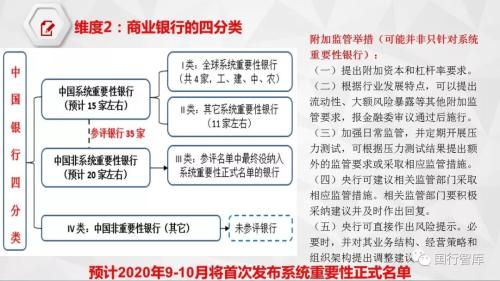 维度2：商业银行的四分类
中国银行四分类
中国系统重要性银行
（预计 15 家左右）
参评银行 35 家
中国非系统重要性银行
（预计 20 家左右）
IV 类：中国非重要性银行（其它）
I 类：全球系统重要性银行
（共 4 家，工、建、中、农）
II 类：其它系统重要性银行
（11 家左右）
III 类：参评名单中最终没纳入
系统重要性正式名单的银行
未参评银行
附加监管举措（可能并非只针对系统
重要性银行）：
（一）提出附加资本和杠杆率要求。
（二）根据行业发展特点，可以提出
流动性、大额风险暴露等其他附加监
管要求，报金融委审议通过后施行。
（三）加强日常监管，并定期开展压
力测试，可根据压力测试结果提出额
外的监管要求或采取相应监管措施。
（四）央行可建议相关监管部门采取
相应监管措施。相关监管部门要积极
采纳建议并及时作出回复。
（五）央行可直接作出风险提示。必
要时，并对其业务结构、经营策略和
组织架构提出调整建议。
预计2020年9-10月将首次发布系统重要性正式名单
国行智库